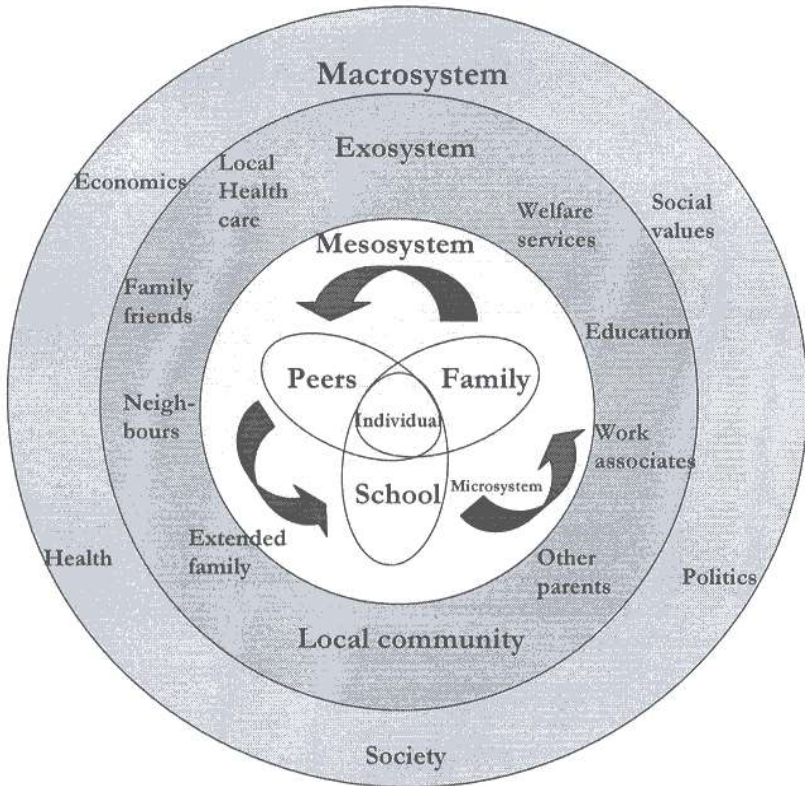 Macrosystem
Exosystem
Economics
Local
Health
care
Welfare
services
Social
values
Mesosystem
Family
friends
Education
Peers
Family
Neigh-
bours
Individual
Work
associates
School
Microsystem
Extended
family
Health
Other
parents
Politics
Local community
Society